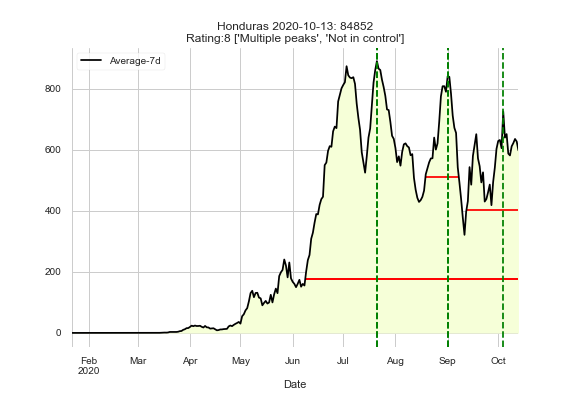 Honduras 2020-10-13: 84852
Rating:8 ['Multiple peaks', 'Not in control']
Average-7d
800
600
400
200
0
Feb Mar Apr May Jun Jul Aug Sep Oct
2020
Date